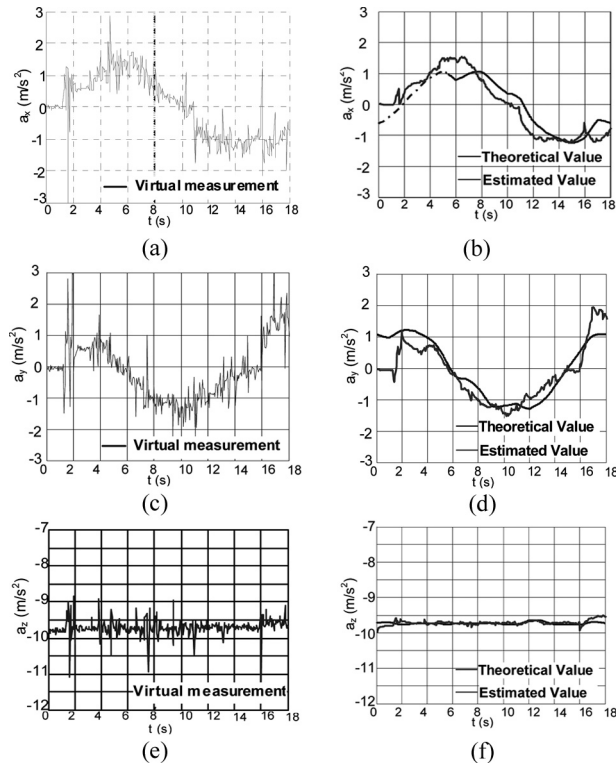 3
2
1
0
-1
-2
-3
a_x (m/s²)
Virtual measurement
0 2 4 6 8 10 12 14 16 18
t (s)
(a)
3
2
1
0
-1
-2
-3
a_x (m/s²)
Theoretical Value
Estimated Value
0 2 4 6 8 10 12 14 16 18
t (s)
(b)
3
2
1
0
-1
-2
-3
a_y (m/s²)
Virtual measurement
0 2 4 6 8 10 12 14 16 18
t (s)
(c)
3
2
1
0
-1
-2
-3
a_y (m/s²)
Theoretical Value
Estimated Value
0 2 4 6 8 10 12 14 16 18
t (s)
(d)
-7
-8
-9
-10
-11
-12
a_z (m/s²)
Virtual measurement
0 2 4 6 8 10 12 14 16 18
t (s)
(e)
-7
-8
-9
-10
-11
-12
a_z (m/s²)
Theoretical Value
Estimated Value
0 2 4 6 8 10 12 14 16 18
t (s)
(f)